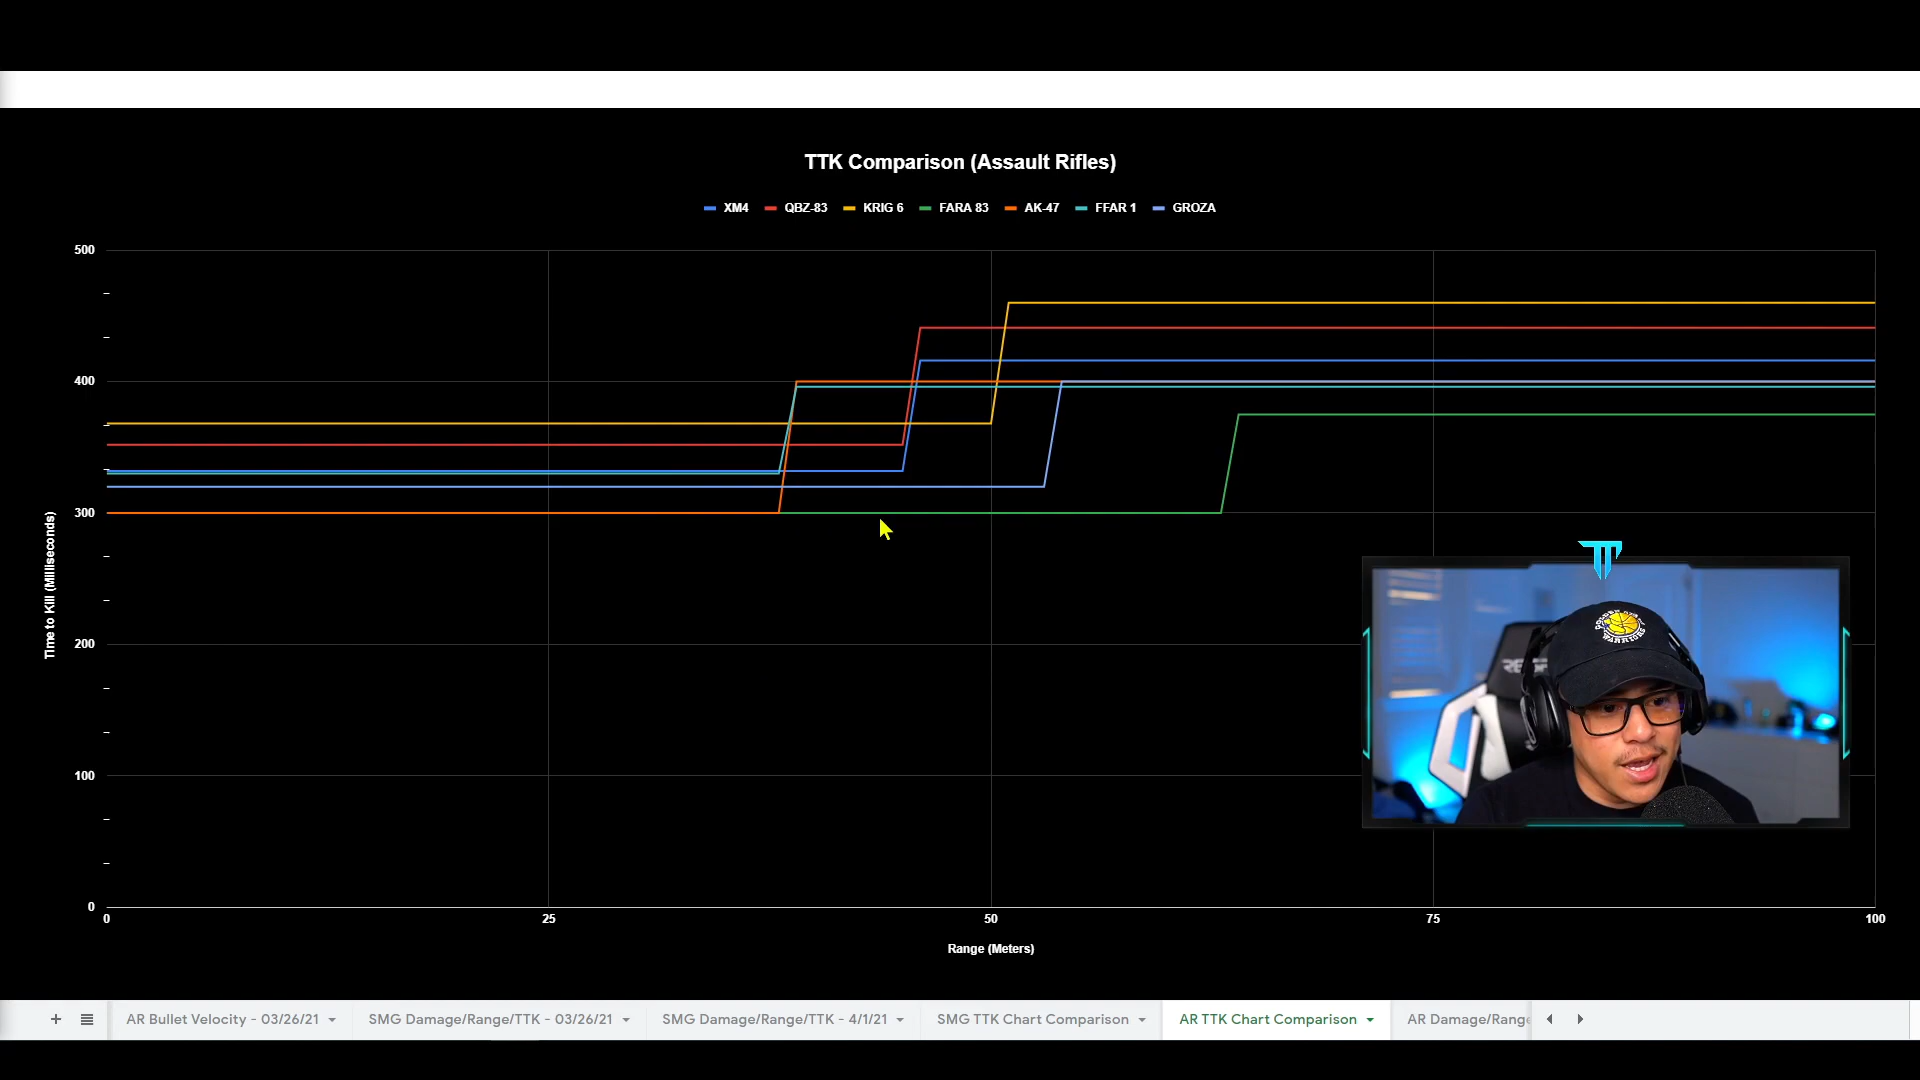 TTK Comparison (Assault Rifles)
XM4 QBZ-83 KRIG 6 FARA 83 AK-47 FFAR 1 GROZA
500
400
300
200
100
0
Time to Kill (Milliseconds)
0 25 50 75 100
Range (Meters)
GOLDEN STATE
WARRIORS
AR Bullet Velocity - 03/26/21 SMG Damage/Range/TTK - 03/26/21 SMG Damage/Range/TTK - 4/1/21 SMG TTK Chart Comparison AR TTK Chart Comparison AR Damage/Range